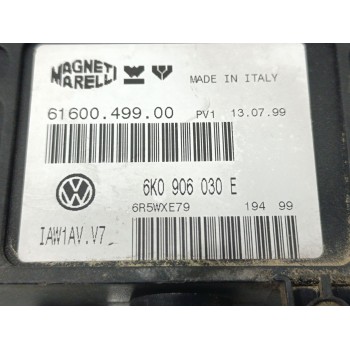 MAGNETI
MARELLI
MADE IN ITALY
61600.499.00 PV1 13.07.99
6K0 906 030 E
6R5WXE79 194 99
IAW1AV.V7_